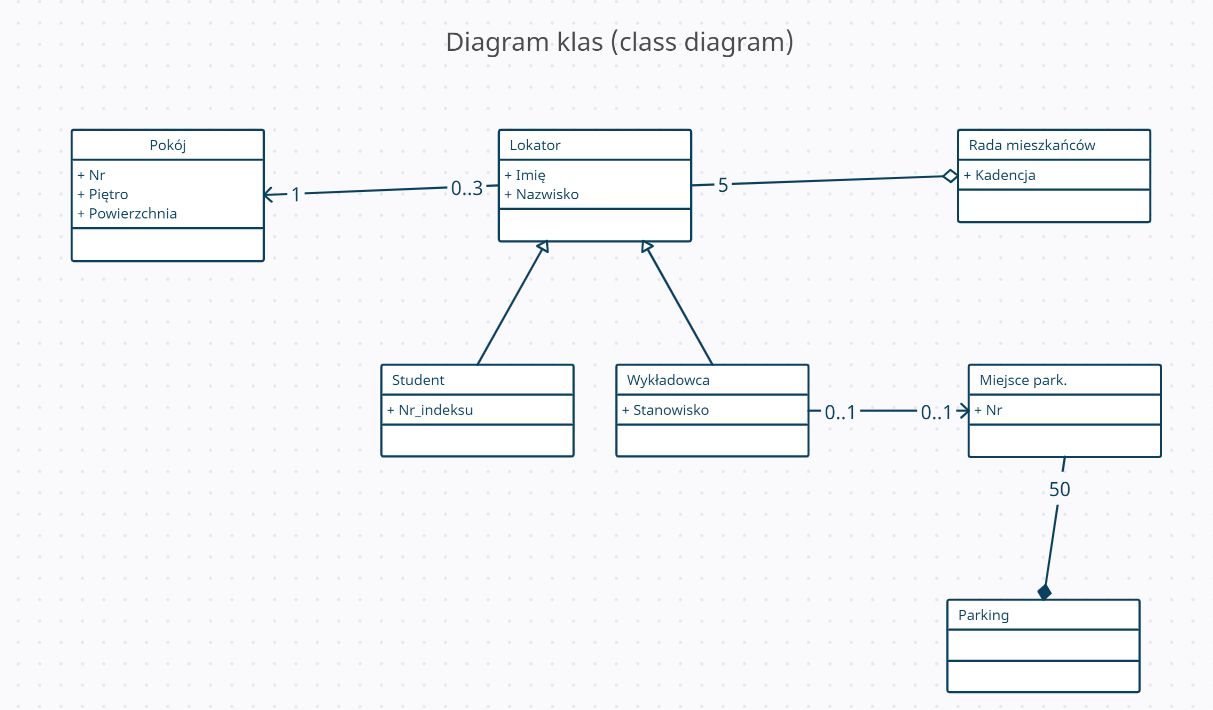 Diagram klas (class diagram)
Pokój
+ Nr
+ Piętro
+ Powierzchnia
1
0..3
Lokator
+ Imię
+ Nazwisko
5
Rada mieszkańców
+ Kadencja
Student
+ Nr_indeksu
Wykładowca
+ Stanowisko
0..1
0..1
Miejsce park.
+ Nr
50
Parking